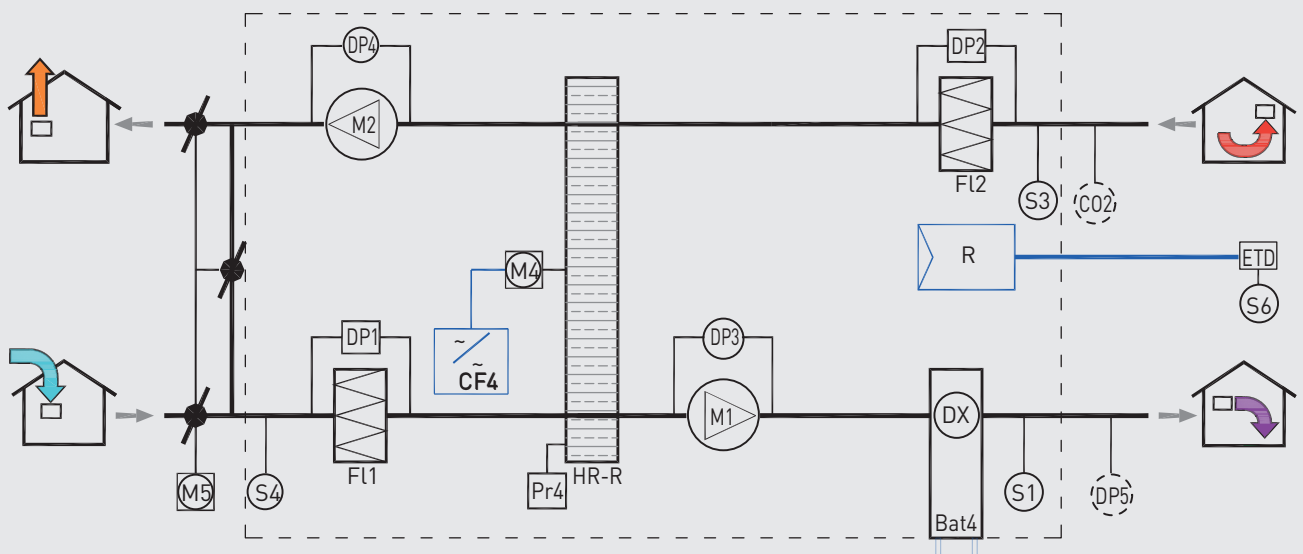 DP4
DP2
M2
Fl2
S3
CO2
R
ETD
M4
S6
DP1
DP3
~
~
CF4
M1
DX
Fl1
HR-R
M5
S4
Pr4
S1
DP5
Bat4